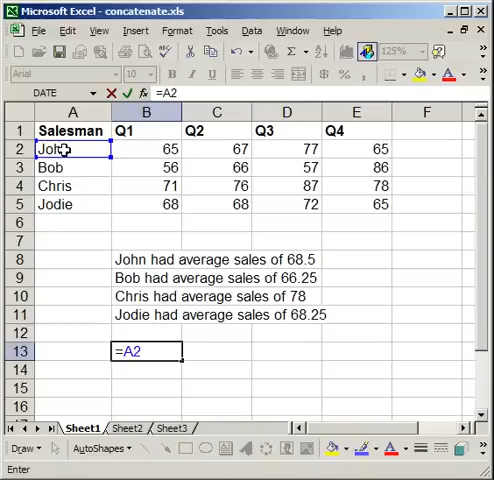 Microsoft Excel - concatenate.xls
File Edit View Insert Format Tools Data Window Help
125%
Arial 10 B I U
DATE =A2
A B C D E F
1 Salesman Q1 Q2 Q3 Q4
2 John 65 67 77 65
3 Bob 56 66 57 86
4 Chris 71 76 87 78
5 Jodie 68 68 72 65
6
7
8 John had average sales of 68.5
9 Bob had average sales of 66.25
10 Chris had average sales of 78
11 Jodie had average sales of 68.25
12
13 =A2
14
15
16
17
Sheet1 Sheet2 Sheet3
Draw AutoShapes
Enter